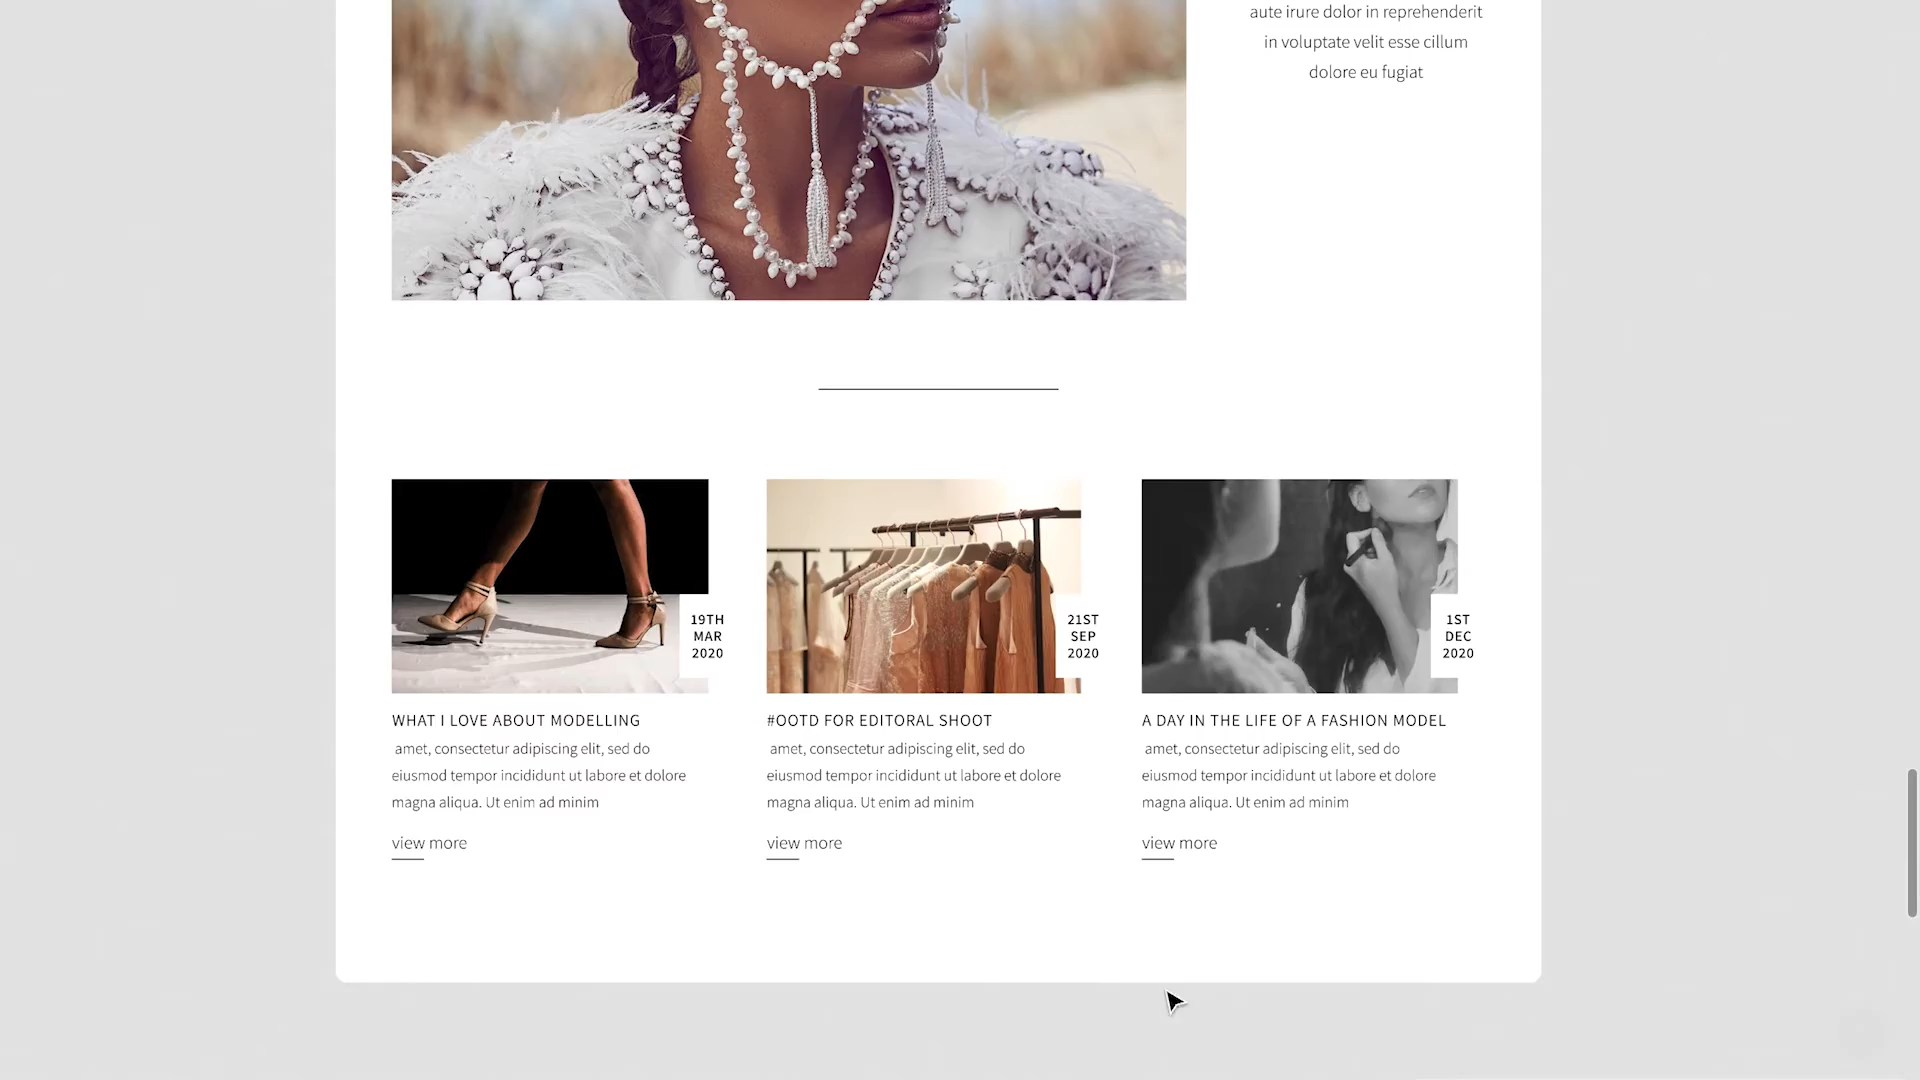 aute irure dolor in reprehenderit
in voluptate velit esse cillum
dolore eu fugiat
19TH
MAR
2020
WHAT I LOVE ABOUT MODELLING
amet, consectetur adipiscing elit, sed do
eiusmod tempor incididunt ut labore et dolore
magna aliqua. Ut enim ad minim
view more
21ST
SEP
2020
#OOTD FOR EDITORAL SHOOT
amet, consectetur adipiscing elit, sed do
eiusmod tempor incididunt ut labore et dolore
magna aliqua. Ut enim ad minim
view more
1ST
DEC
2020
A DAY IN THE LIFE OF A FASHION MODEL
amet, consectetur adipiscing elit, sed do
eiusmod tempor incididunt ut labore et dolore
magna aliqua. Ut enim ad minim
view more